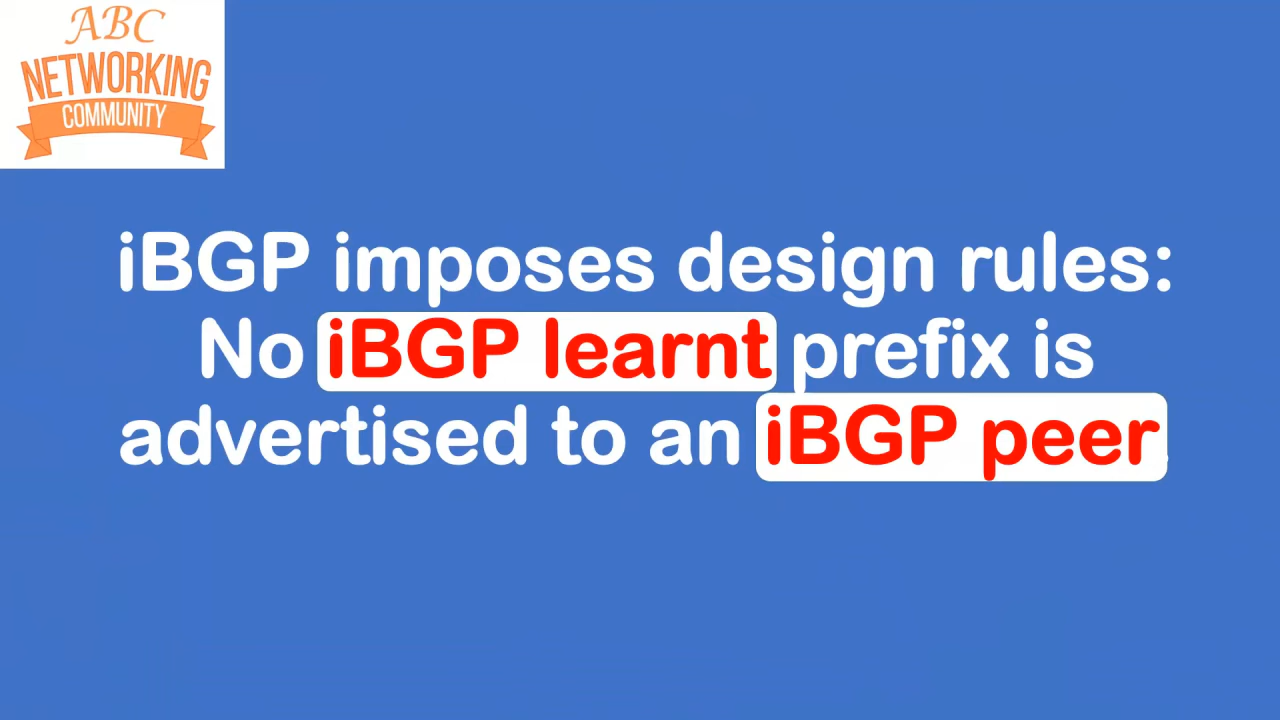 ABC
NETWORKING
COMMUNITY
iBGP imposes design rules:
No iBGP learnt prefix is
advertised to an iBGP peer